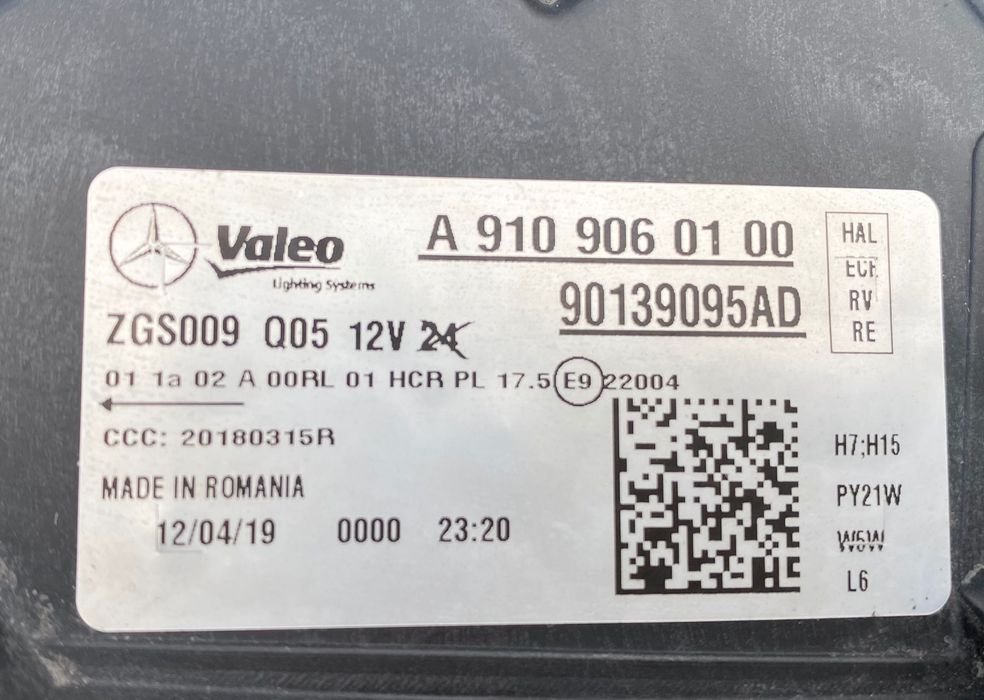 Valeo A 910 906 01 00
Lighting Systems
90139095AD
HAL
ECE
RV
RE
ZGS009 Q05 12V 24
01 1a 02 A 00RL 01 HCR PL 17.5 E9 22004
CCC: 20180315R
MADE IN ROMANIA
12/04/19 0000 23:20
H7;H15
PY21W
W5W
L6